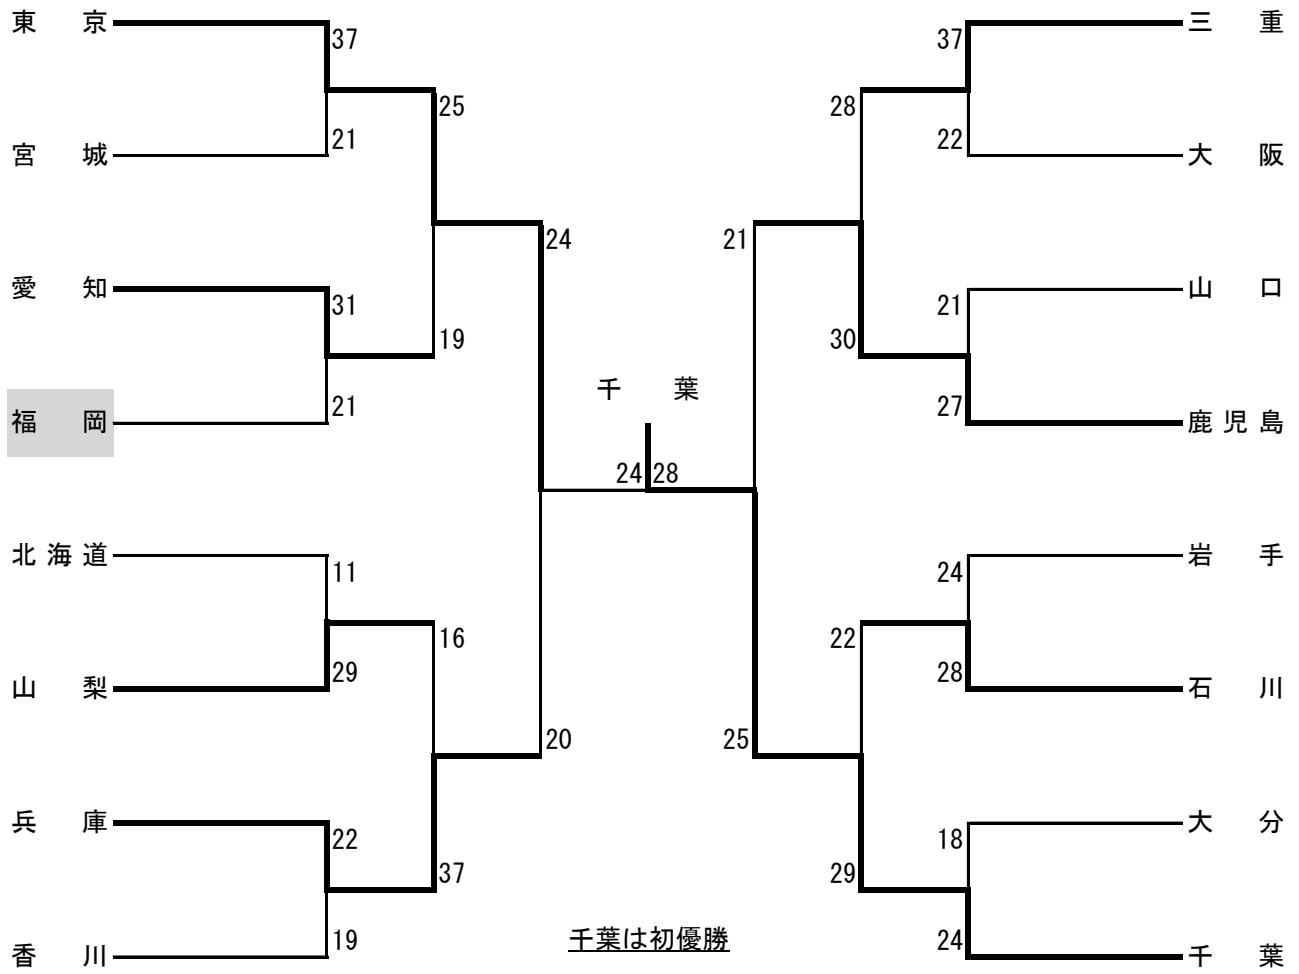 東京
37
25
21
宮城
24
愛知
31
19
21
福岡
北海道
11
16
29
山梨
20
兵庫
22
37
19
香川
千葉
24 28
千葉は初優勝
三重
37
28
22
大阪
21
山口
21
30
27
鹿児島
岩手
24
22
28
石川
25
大分
18
29
24
千葉